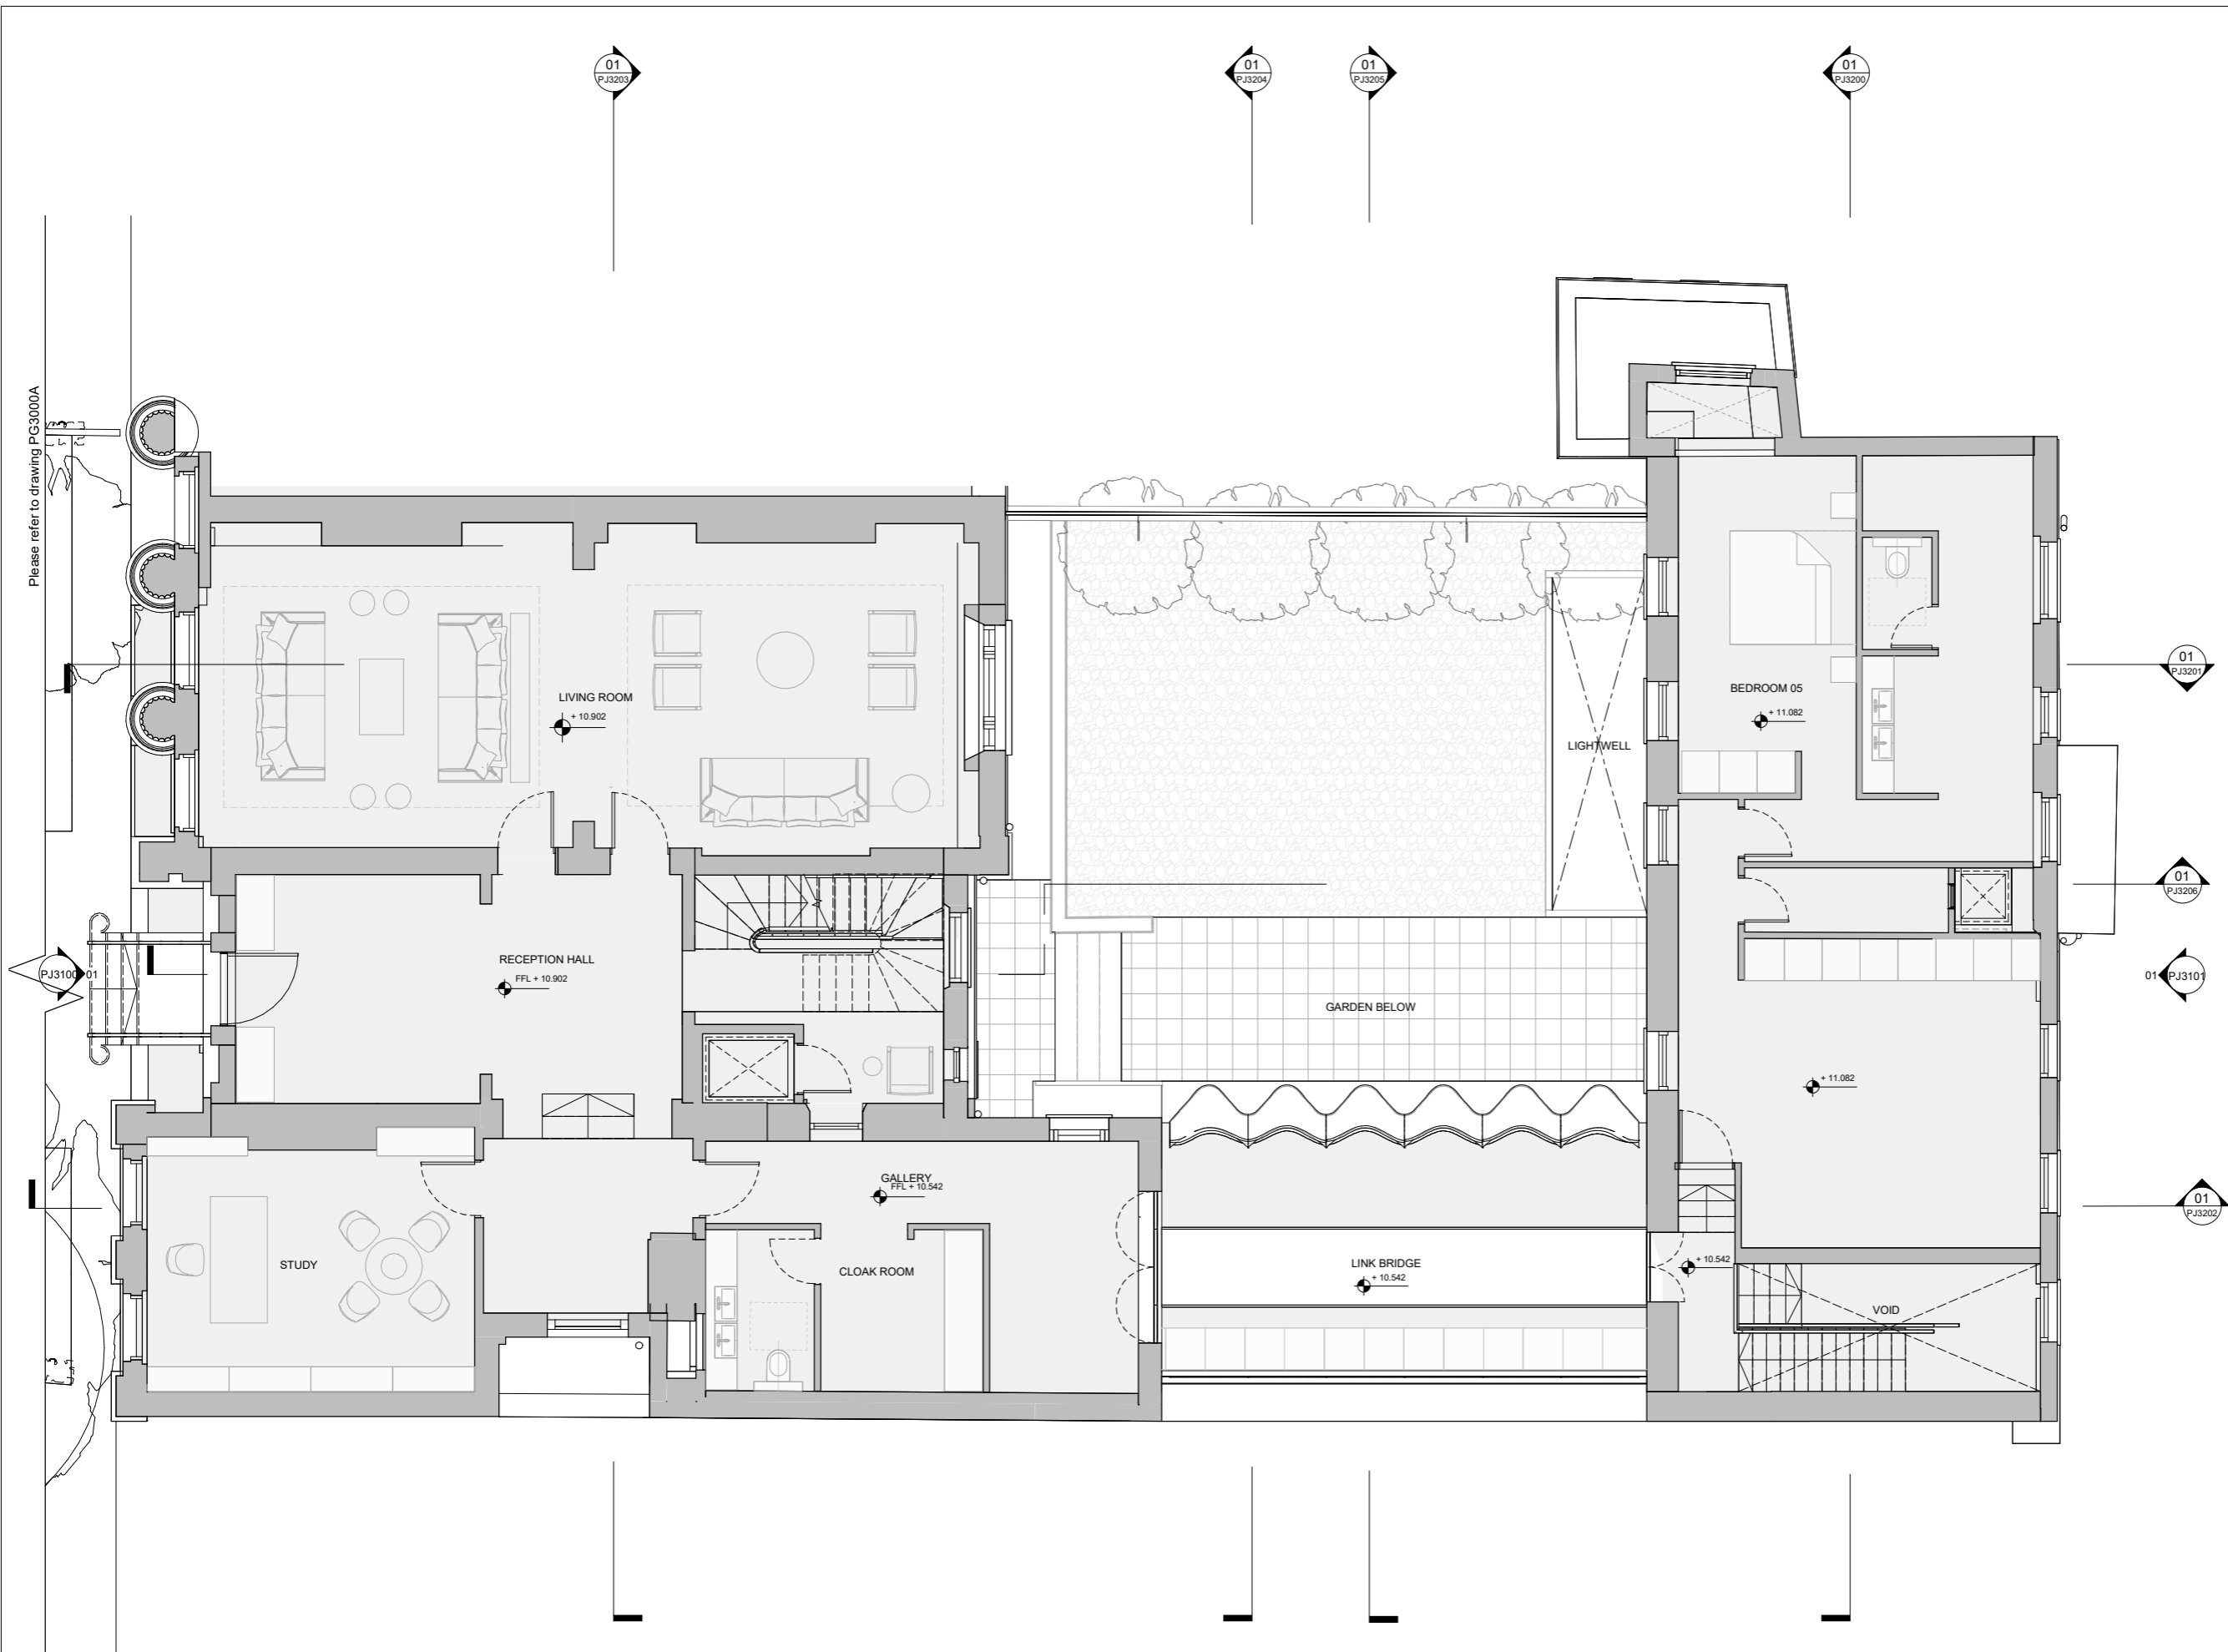 01
PJ3203
01
PJ3204
01
PJ3205
01
PJ3200
Please refer to drawing PG3000A
LIVING ROOM
+ 10.902
BEDROOM 05
+ 11.082
LIGHTWELL
01
PJ3201
01
PJ3206
RECEPTION HALL
FFL + 10.902
PJ3100
01
01
PJ3101
GARDEN BELOW
+ 11.082
GALLERY
FFL + 10.542
01
PJ3202
STUDY
CLOAK ROOM
LINK BRIDGE
+ 10.542
+ 10.542
VOID